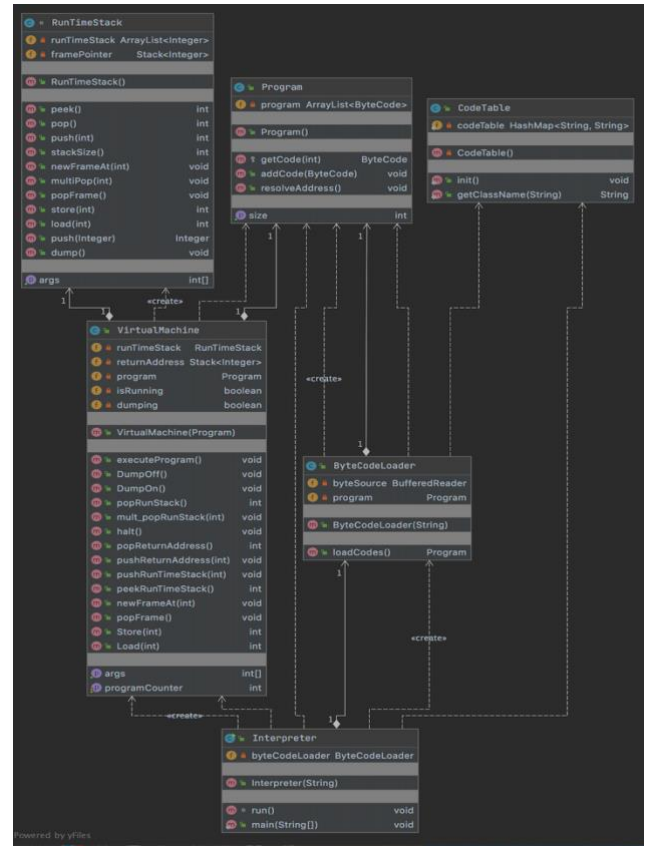 RunTimeStack
runTimeStack ArrayList<Integer>
framePointer Stack<Integer>
RunTimeStack()
peek() int
pop() int
push(int) int
stackSize() int
newFrameAt(int) void
multiPop(int) void
popFrame() void
store(int) int
load(int) int
push(Integer) Integer
dump() void
args int[]
Program
program ArrayList<ByteCode>
Program()
getCode(int) ByteCode
addCode(ByteCode) void
resolveAddress() void
size int
CodeTable
codeTable HashMap<String, String>
CodeTable()
init() void
getClassName(String) String
1
1
«create»
1
1
1
VirtualMachine
runTimeStack RunTimeStack
returnAddress Stack<Integer>
program Program
isRunning boolean
dumping boolean
VirtualMachine(Program)
executeProgram() void
DumpOff() void
DumpOn() void
popRunStack() int
mult_popRunStack(int) void
halt() void
popReturnAddress() int
pushReturnAddress(int) void
pushRunTimeStack(int) void
peekRunTimeStack() int
newFrameAt(int) void
popFrame() void
Store(int) int
Load(int) int
args int[]
programCounter int
«create»
1
ByteCodeLoader
byteSource BufferedReader
program Program
ByteCodeLoader(String)
loadCodes() Program
1
«create»
«create»
1
Interpreter
byteCodeLoader ByteCodeLoader
Interpreter(String)
run() void
main(String[]) void
Powered by yFiles